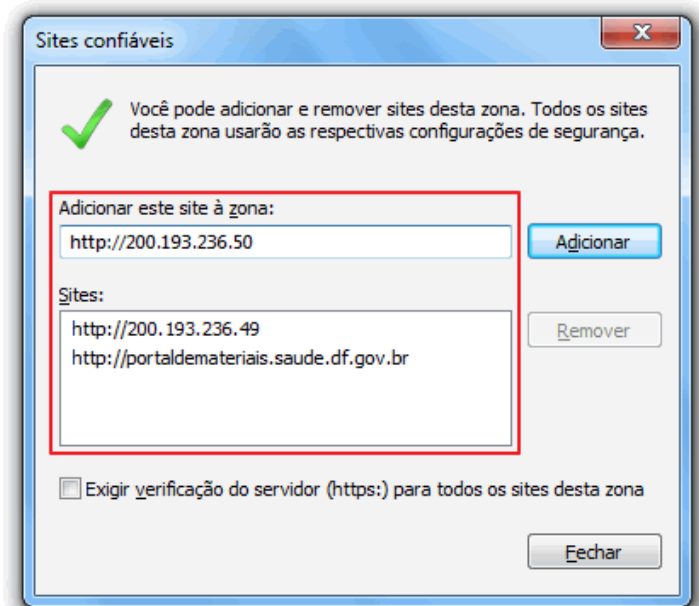 Sites confiáveis
Você pode adicionar e remover sites desta zona. Todos os sites
desta zona usarão as respectivas configurações de segurança.
Adicionar este site à zona:
http://200.193.236.50
Adicionar
Sites:
http://200.193.236.49
http://portaldemateriais.saude.df.gov.br
Remover
Exigir verificação do servidor (https:) para todos os sites desta zona
Fechar